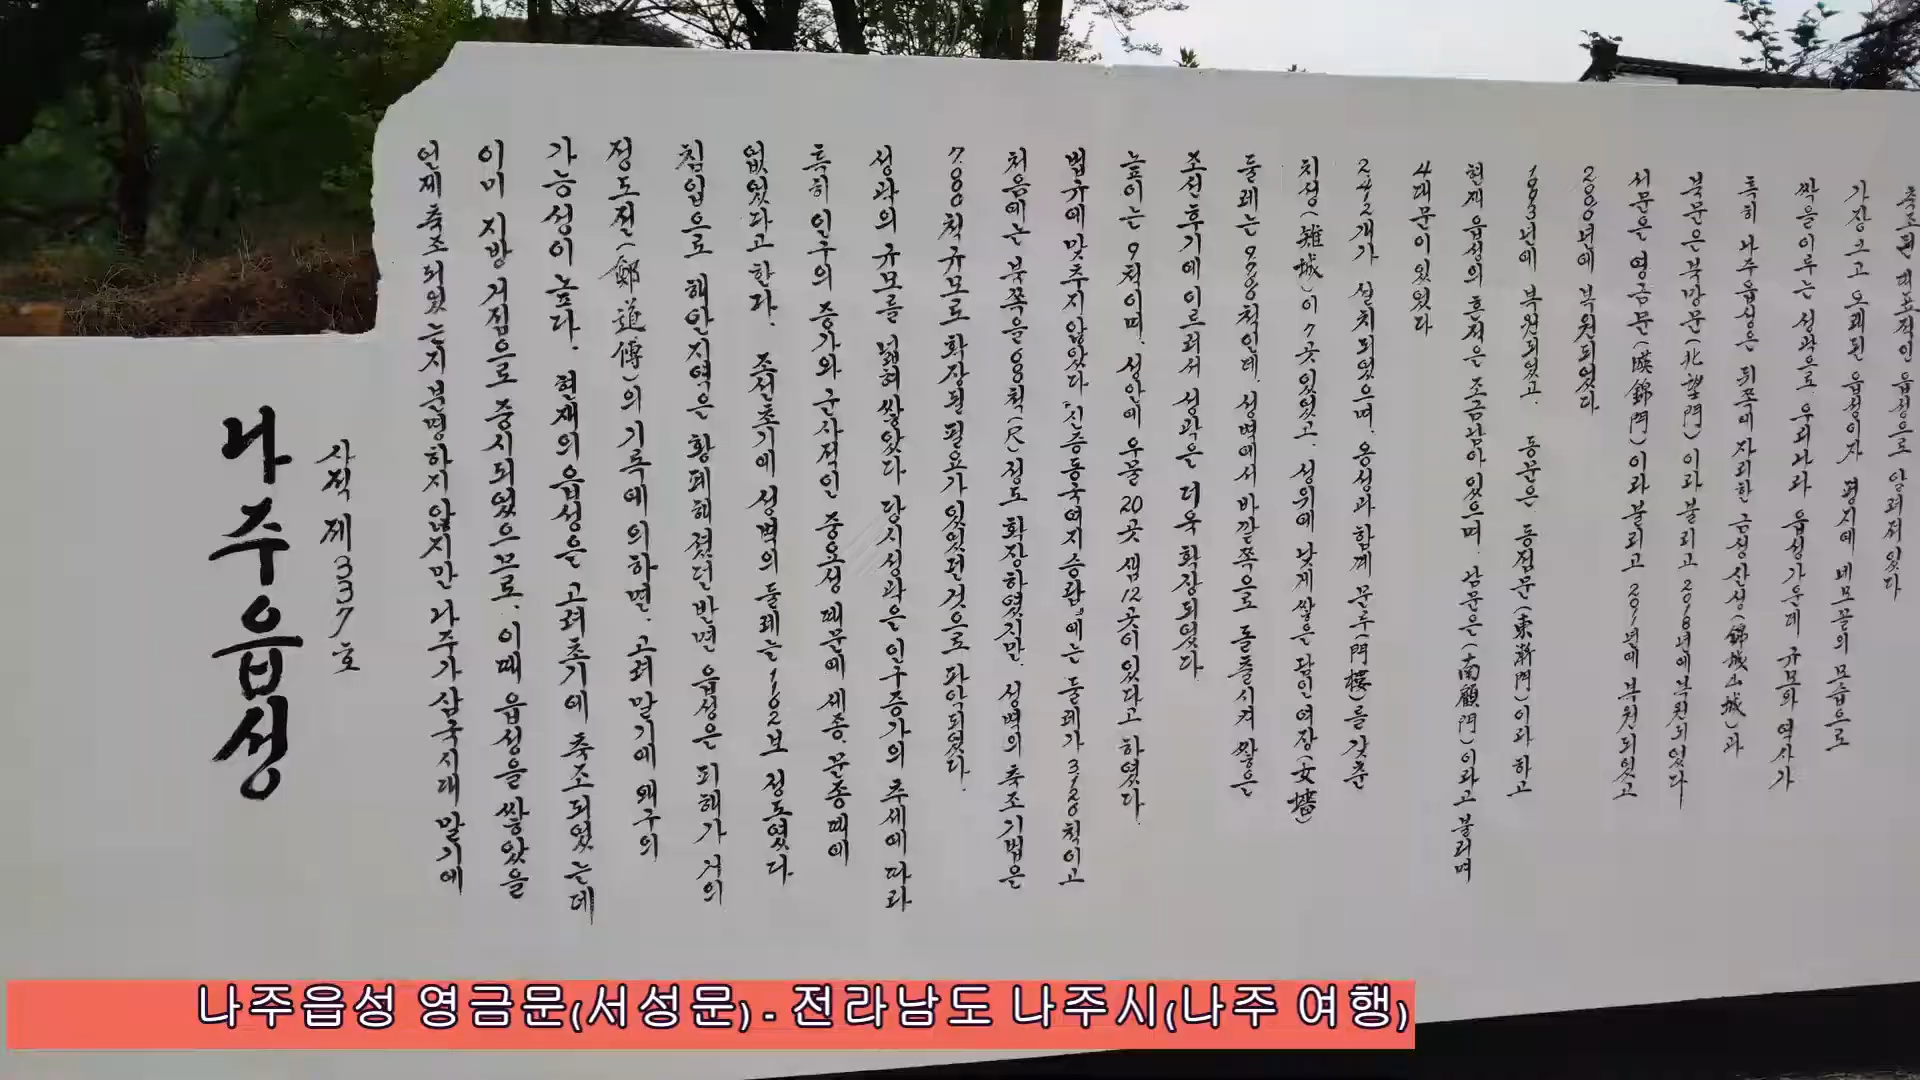 나주읍성
사적 제337호
언제 축조되었는지 분명하지 않지만 나주가 삼국시대 말기에
이미 지방 거점으로 중시되었으므로, 이때 읍성을 쌓았을
가능성이 높다. 현재의 읍성은 고려초기에 축조되었는데
정도전(鄭道傳)의 기록에 의하면, 고려말기에 왜구의
침입으로 해안지역은 황폐해졌던 반면 읍성은 피해가 거의
없었다고 한다. 조선초기에 성벽의 둘레는 1162보 정도였다
특히 인구의 증가와 군사적인 중요성 때문에 세종, 문종때에
성곽의 규모를 넓혀 쌓았다 당시성곽은 인구증가의 추세에 따라
척 규모로 확장될 필요가 있었던 것으로 파악되었다.
처음에는 북쪽을 척(尺)정도 확장하였지만, 성벽의 축조기법은
법규에 맞추지 않았다 『신증동국여지승람』에는 둘레가 3126척이고
높이는 9척이며, 성안에 우물 20곳 샘12곳이 있다고 하였다.
조선후기에 이르러서 성곽은 더욱 확장되었다.
둘레는 척인데, 성벽에서 바깥쪽으로 돌출시켜 쌓은
치성(雉城)이 7곳 있었고, 성위에 낮게 쌓은 담인 여장(女墻)
242개가 설치되었으며, 옹성과 함께 문루(門樓)를 갖춘
4대문이 있었다
현재 읍성의 흔적은 조금 남아 있으며, 남문은(南顧門)이라고 불리며
1993년에 복원되었고, 동문은 동점문(東漸門)이라 하고
2006년에 복원되었다
서문은 영금문(映錦門)이라 불리고 2011년에 복원되었고
북문은 북망문(北望門)이라 불리고 2018년에 복원되었다
특히 나주읍성은 뒤쪽에 자리한 금성산성(錦城山城)과
짝을 이루는 성곽으로, 우리나라 읍성가운데 규모와 역사가
가장 크고 오래된 읍성이자 평지에 네모꼴의 모습으로
축조된 대표적인 읍성으로 알려져 있다
나주읍성 영금문(서성문) - 전라남도 나주시(나주 여행)